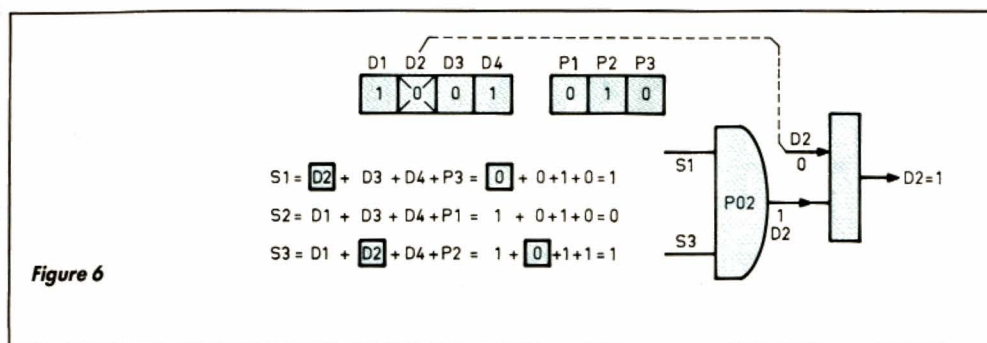 D1 D2 D3 D4 P1 P2 P3
1 0 0 1 0 1 0
S1 = D2 + D3 + D4 + P3 = 0 + 0+1+0=1
S2 = D1 + D3 + D4 + P1 = 1 + 0+1+0=0
S3 = D1 + D2 + D4 + P2 = 1 + 0 +1+1=1
S1
S3
P02
D2
0
1
D2
D2=1
Figure 6